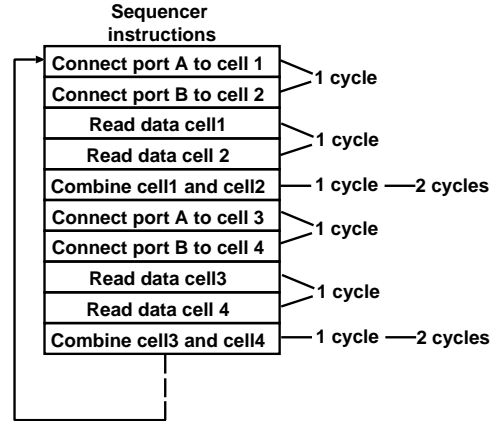 Sequencer
instructions
Connect port A to cell 1
Connect port B to cell 2
1 cycle
Read data cell1
Read data cell 2
1 cycle
Combine cell1 and cell2
1 cycle
2 cycles
Connect port A to cell 3
Connect port B to cell 4
1 cycle
Read data cell3
Read data cell 4
1 cycle
Combine cell3 and cell4
1 cycle
2 cycles